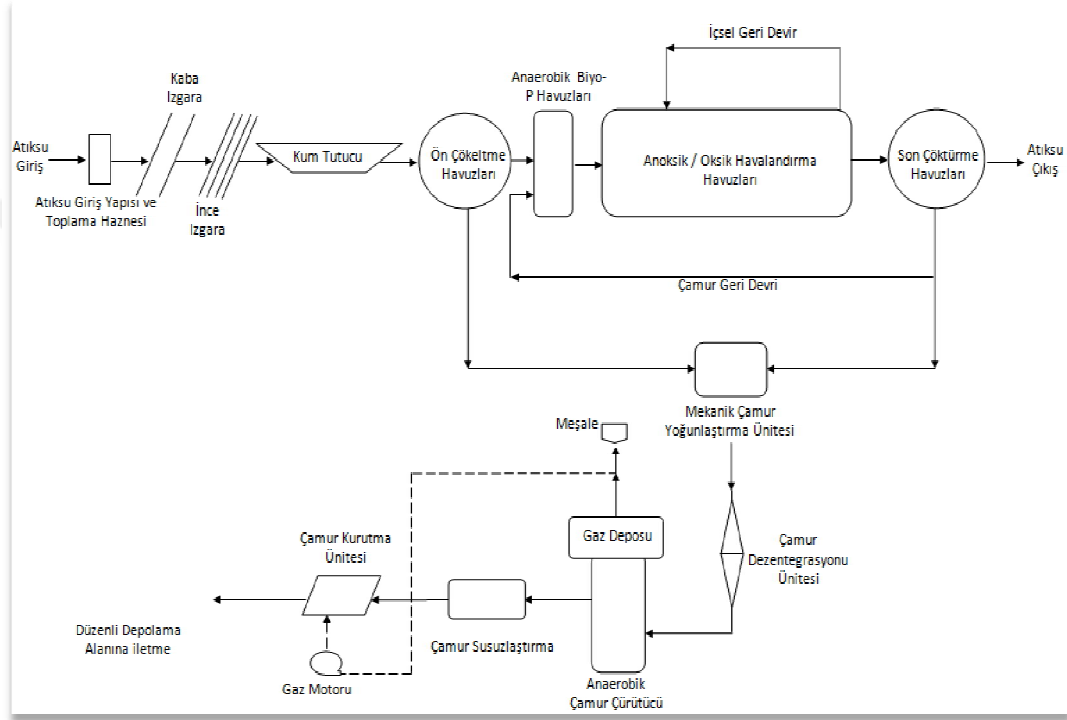 İçsel Geri Devir
Kaba
Izgara
Anaerobik Biyo-
P Havuzları
Atıksu
Giriş
Kum Tutucu
Ön Çökeltme
Havuzları
Anoksik / Oksik Havalandırma
Havuzları
Son Çöktürme
Havuzları
Atıksu
Çıkış
Atıksu Giriş Yapısı ve
Toplama Haznesi
İnce
Izgara
Çamur Geri Devri
Mekanik Çamur
Yoğunlaştırma Ünitesi
Meşale
Gaz Deposu
Çamur Kurutma
Ünitesi
Çamur
Dezentegrasyonu
Ünitesi
Düzenli Depolama
Alanına iletme
Çamur Susuzlaştırma
Gaz Motoru
Anaerobik
Çamur Çürütücü